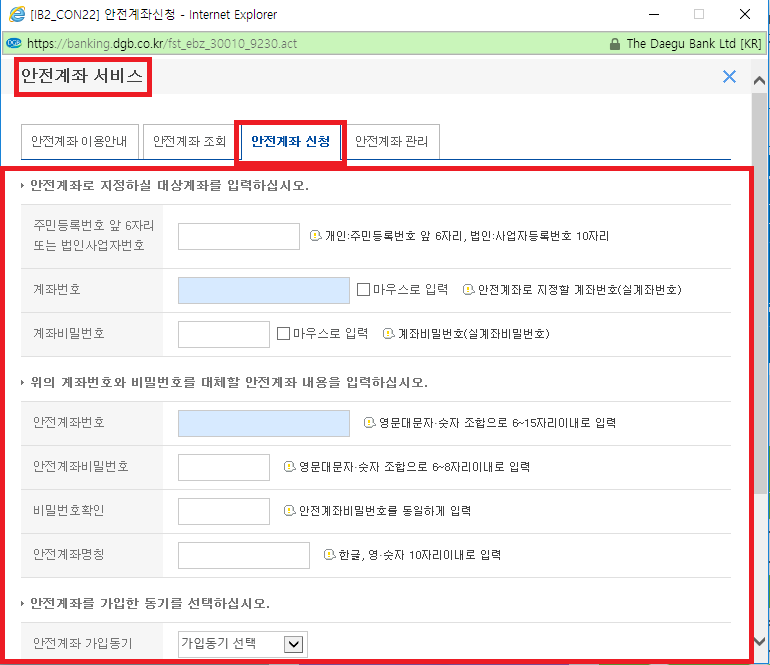 [IB2_CON22] 안전계좌신청 - Internet Explorer
https://banking.dgb.co.kr/fst_ebz_30010_9230.act The Daegu Bank Ltd [KR]
안전계좌 서비스
안전계좌 이용안내 안전계좌 조회 안전계좌 신청 안전계좌 관리
안전계좌로 지정하실 대상계좌를 입력하십시오.
주민등록번호 앞 6자리
또는 법인사업자번호
개인:주민등록번호 앞 6자리, 법인:사업자등록번호 10자리
계좌번호 마우스로 입력 안전계좌로 지정할 계좌번호(실계좌번호)
계좌비밀번호 마우스로 입력 계좌비밀번호(실계좌비밀번호)
위의 계좌번호와 비밀번호를 대체할 안전계좌 내용을 입력하십시오.
안전계좌번호 영문대문자·숫자 조합으로 6~15자리이내로 입력
안전계좌비밀번호 영문대문자·숫자 조합으로 6~8자리이내로 입력
비밀번호확인 안전계좌비밀번호를 동일하게 입력
안전계좌명칭 한글, 영·숫자 10자리이내로 입력
안전계좌를 가입한 동기를 선택하십시오.
안전계좌 가입동기 가입동기 선택